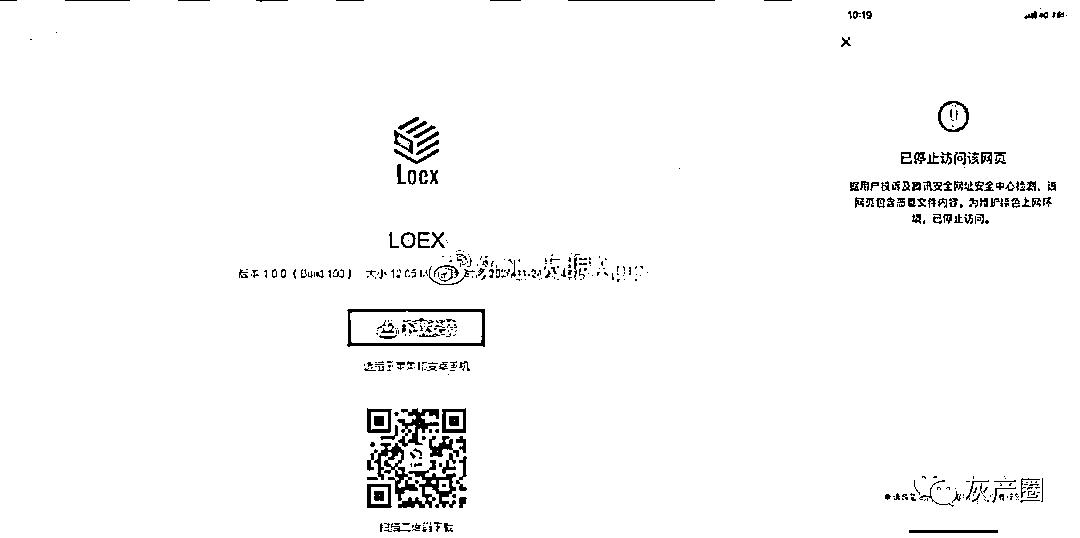 Loex
LOEX
版本 1.0.0 ( Build 100 ) 大小 12.05 M
下载安装
适用于苹果和安卓手机
扫描二维码下载
10:19
已停止访问该网页
据用户投诉及腾讯安全网址安全中心检测，该
网页包含恶意文件内容。为维护绿色上网环
境，已停止访问。
灰产圈